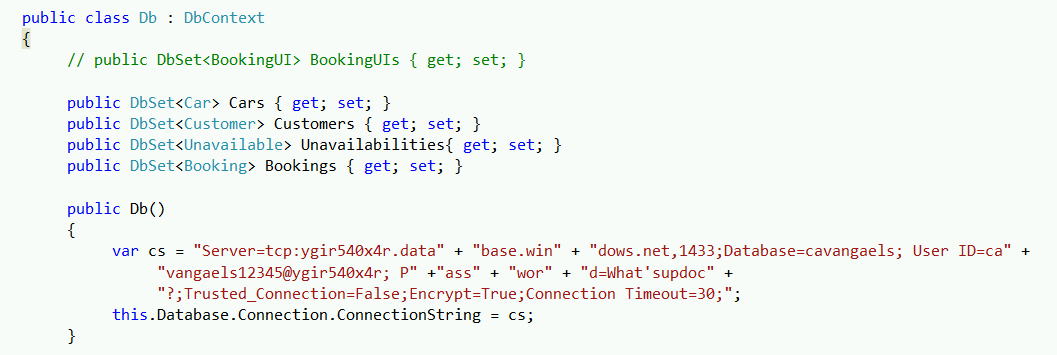 public class Db : DbContext
{
// public DbSet<BookingUI> BookingUIs { get; set; }
public DbSet<Car> Cars { get; set; }
public DbSet<Customer> Customers { get; set; }
public DbSet<Unavailable> Unavailabilities{ get; set; }
public DbSet<Booking> Bookings { get; set; }
public Db()
{
var cs = "Server=tcp:ygir540x4r.data" + "base.win" + "dows.net,1433;Database=cavangaels; User ID=ca" +
"vangaels12345@ygir540x4r; P" +"ass" + "wor" + "d=What'supdoc" +
"?;Trusted_Connection=False;Encrypt=True;Connection Timeout=30;";
this.Database.Connection.ConnectionString = cs;
}